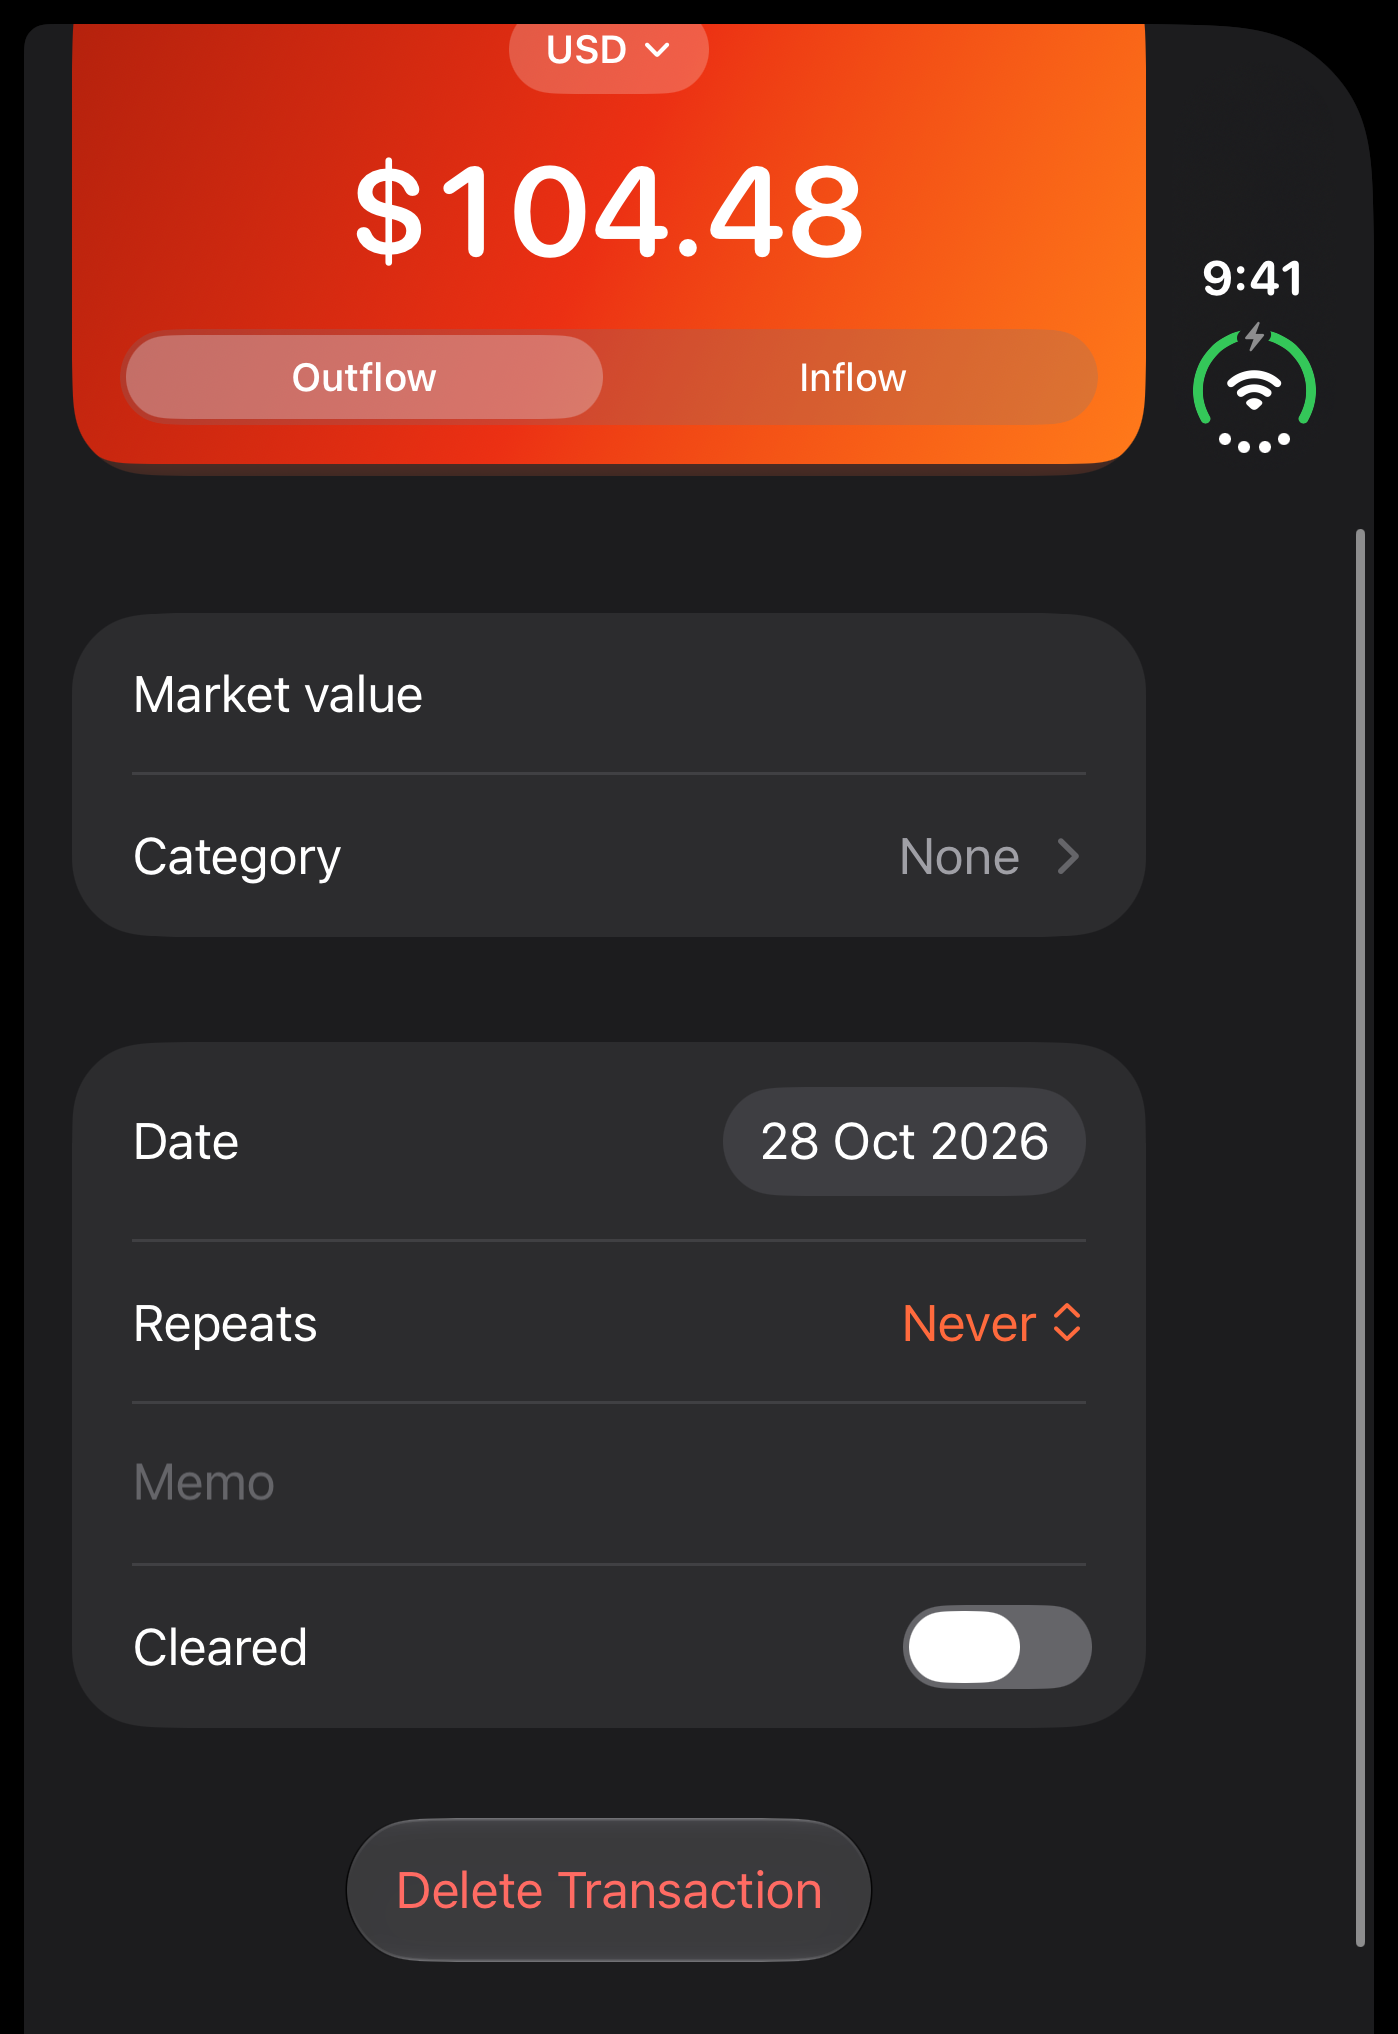 USD
$104.48
Outflow
Inflow
9:41
Market value
Category
None
Date
28 Oct 2026
Repeats
Never
Memo
Cleared
Delete Transaction